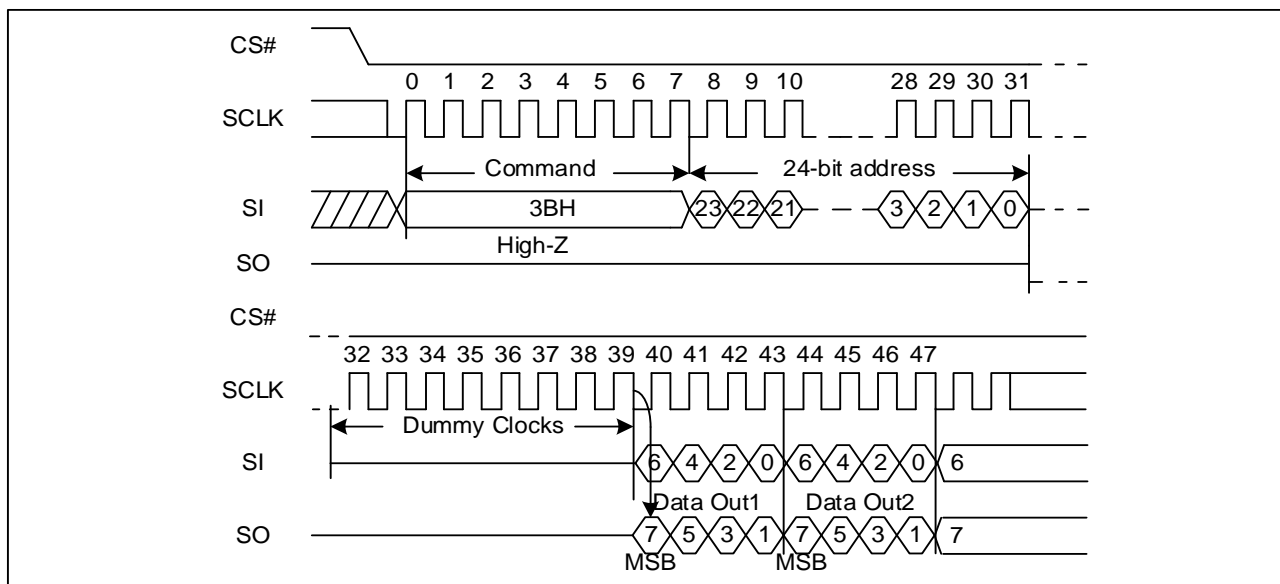 CS#
0 1 2 3 4 5 6 7 8 9 10 28 29 30 31
SCLK
Command 24-bit address
SI 3BH 23 22 21 3 2 1 0
High-Z
SO
CS#
32 33 34 35 36 37 38 39 40 41 42 43 44 45 46 47
SCLK
Dummy Clocks
SI 6 4 2 0 6 4 2 0 6
Data Out1 Data Out2
SO 7 5 3 1 7 5 3 1 7
MSB MSB